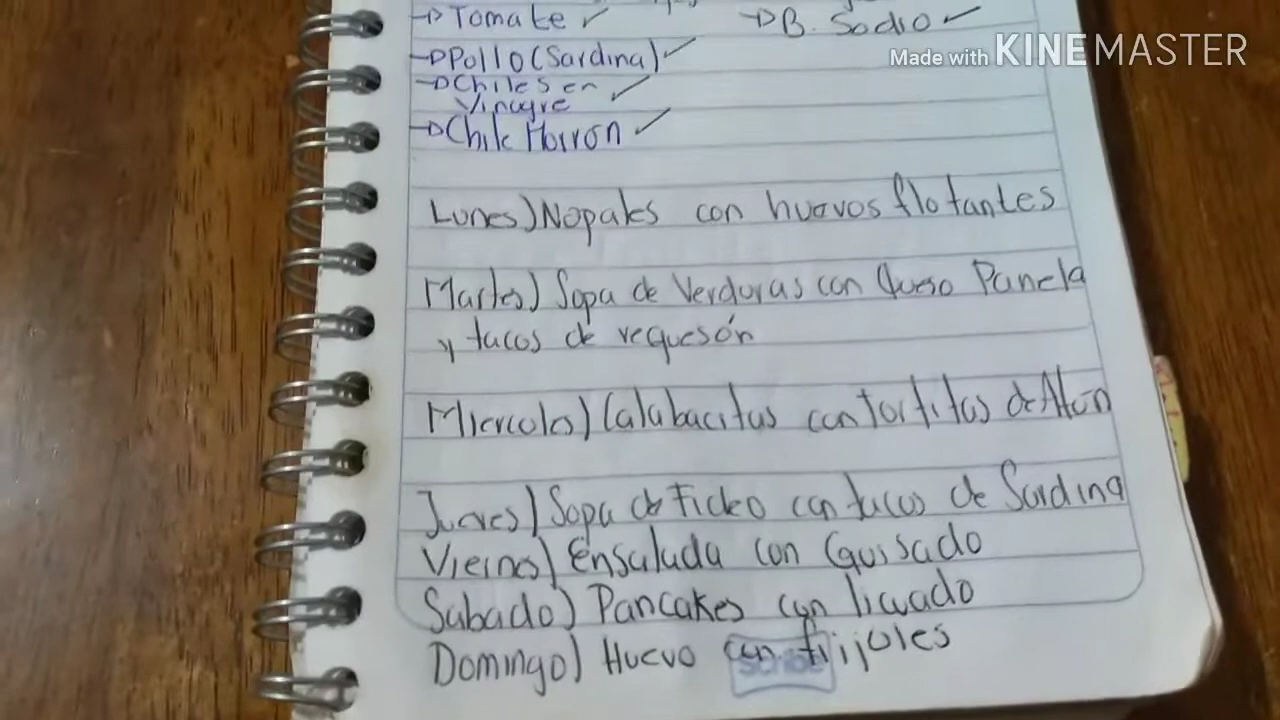 Tomate ✓
B. Sodio ✓
Made with KINEMASTER
Pollo (Sardina) ✓
Chiles en
Vinagre ✓
Chile Morron ✓
Lunes) Nopales con huevos flotantes
Martes) Sopa de Verduras con Queso Panela
y tacos de requesón
Miercoles) Calabacitas con tortitas de Atún
Jueves) Sopa de Fideo con tacos de Sardina
Viernes) Ensalada con Guisado
Sabado) Pancakes con licuado
Domingo) Huevo con frijoles
Scribe